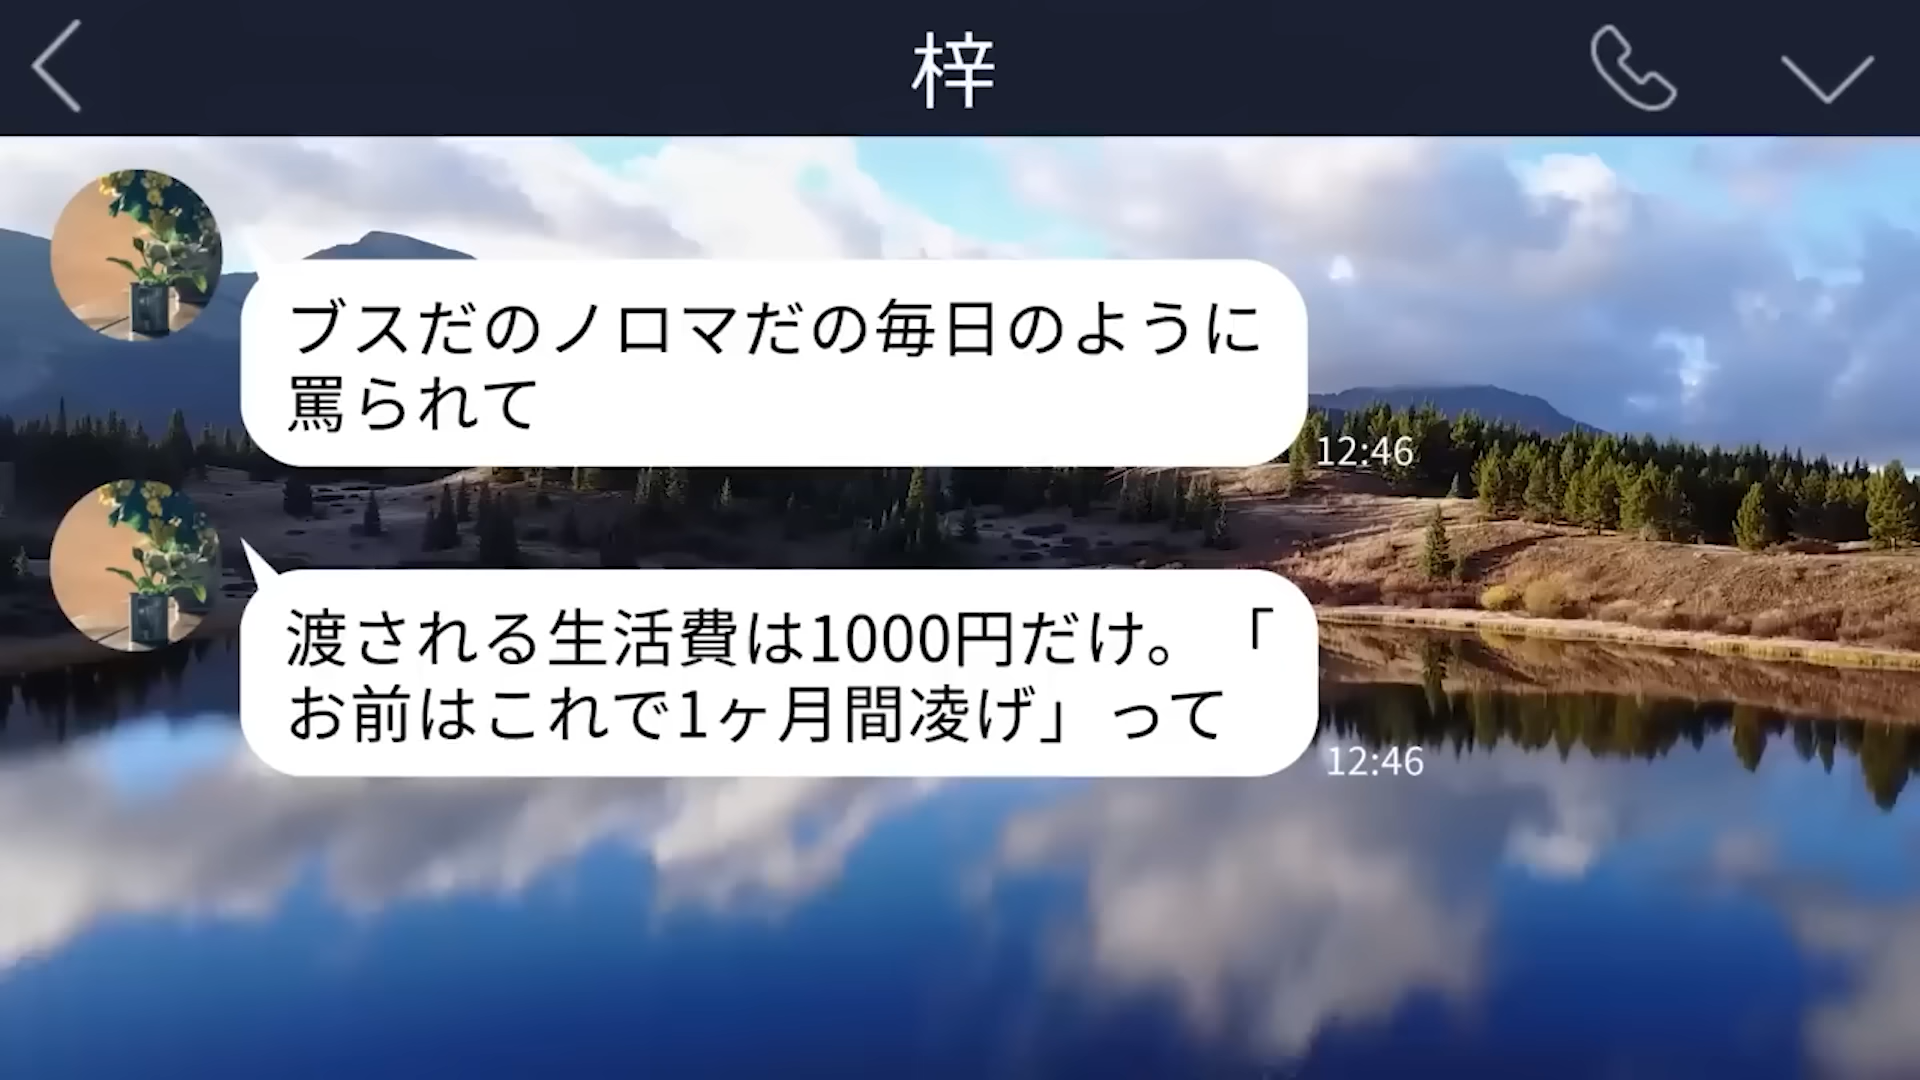 梓
ブスだのノロマだの毎日のように
罵られて
12:46
渡される生活費は1000円だけ。「
お前はこれで1ヶ月間凌げ」って
12:46